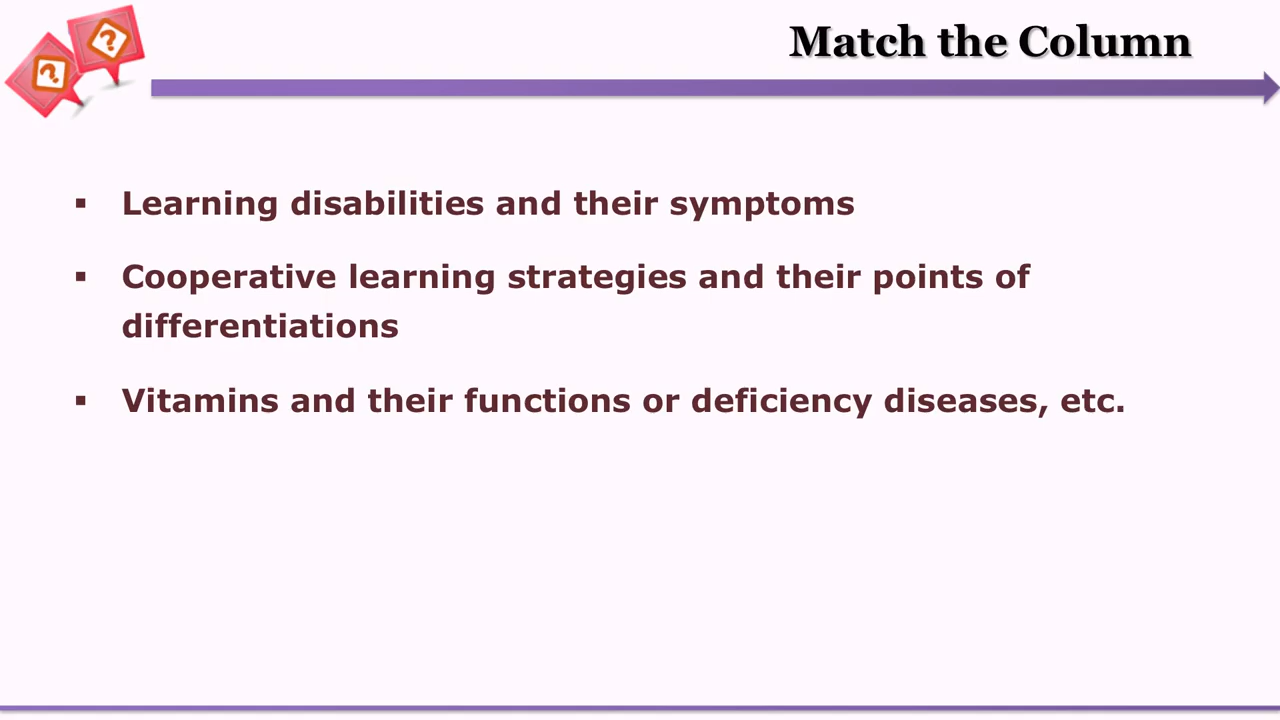 Match the Column
▪ Learning disabilities and their symptoms
▪ Cooperative learning strategies and their points of
differentiations
▪ Vitamins and their functions or deficiency diseases, etc.